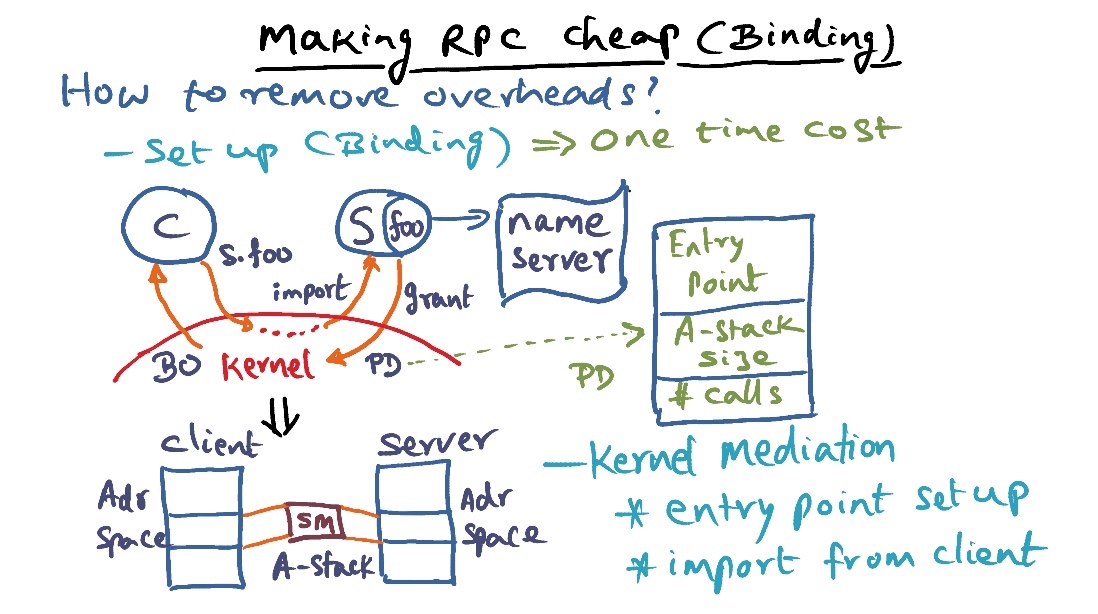 Making RPC Cheap (Binding)
How to remove overheads?
- Set up (Binding) ⇒ One time cost
C
S
foo
name
server
s.foo
import
grant
BO
Kernel
PD
PD
Entry
Point
A-stack
size
# calls
client
Server
Adr
Space
SM
A-stack
Adr
Space
- Kernel Mediation
* entry point set up
* import from client